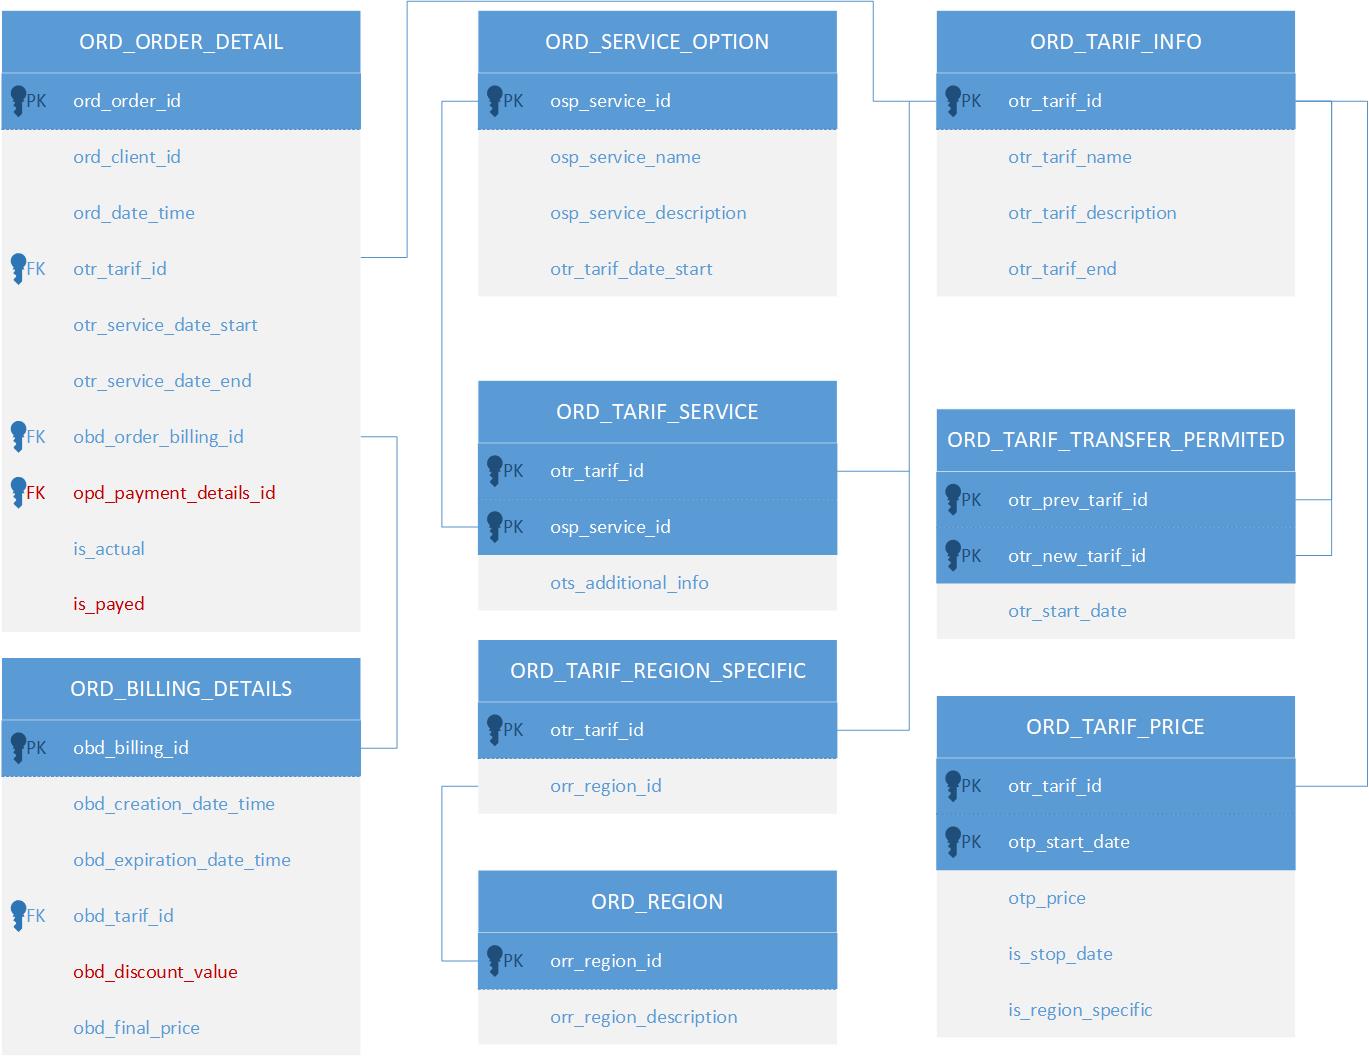 ORD_ORDER_DETAIL
PK ord_order_id
ord_client_id
ord_date_time
FK otr_tarif_id
otr_service_date_start
otr_service_date_end
FK obd_order_billing_id
FK opd_payment_details_id
is_actual
is_payed
ORD_BILLING_DETAILS
PK obd_billing_id
obd_creation_date_time
obd_expiration_date_time
FK obd_tarif_id
obd_discount_value
obd_final_price
ORD_SERVICE_OPTION
PK osp_service_id
osp_service_name
osp_service_description
otr_tarif_date_start
ORD_TARIF_SERVICE
PK otr_tarif_id
PK osp_service_id
ots_additional_info
ORD_TARIF_REGION_SPECIFIC
PK otr_tarif_id
orr_region_id
ORD_REGION
PK orr_region_id
orr_region_description
ORD_TARIF_INFO
PK otr_tarif_id
otr_tarif_name
otr_tarif_description
otr_tarif_end
ORD_TARIF_TRANSFER_PERMITED
PK otr_prev_tarif_id
PK otr_new_tarif_id
otr_start_date
ORD_TARIF_PRICE
PK otr_tarif_id
PK otp_start_date
otp_price
is_stop_date
is_region_specific